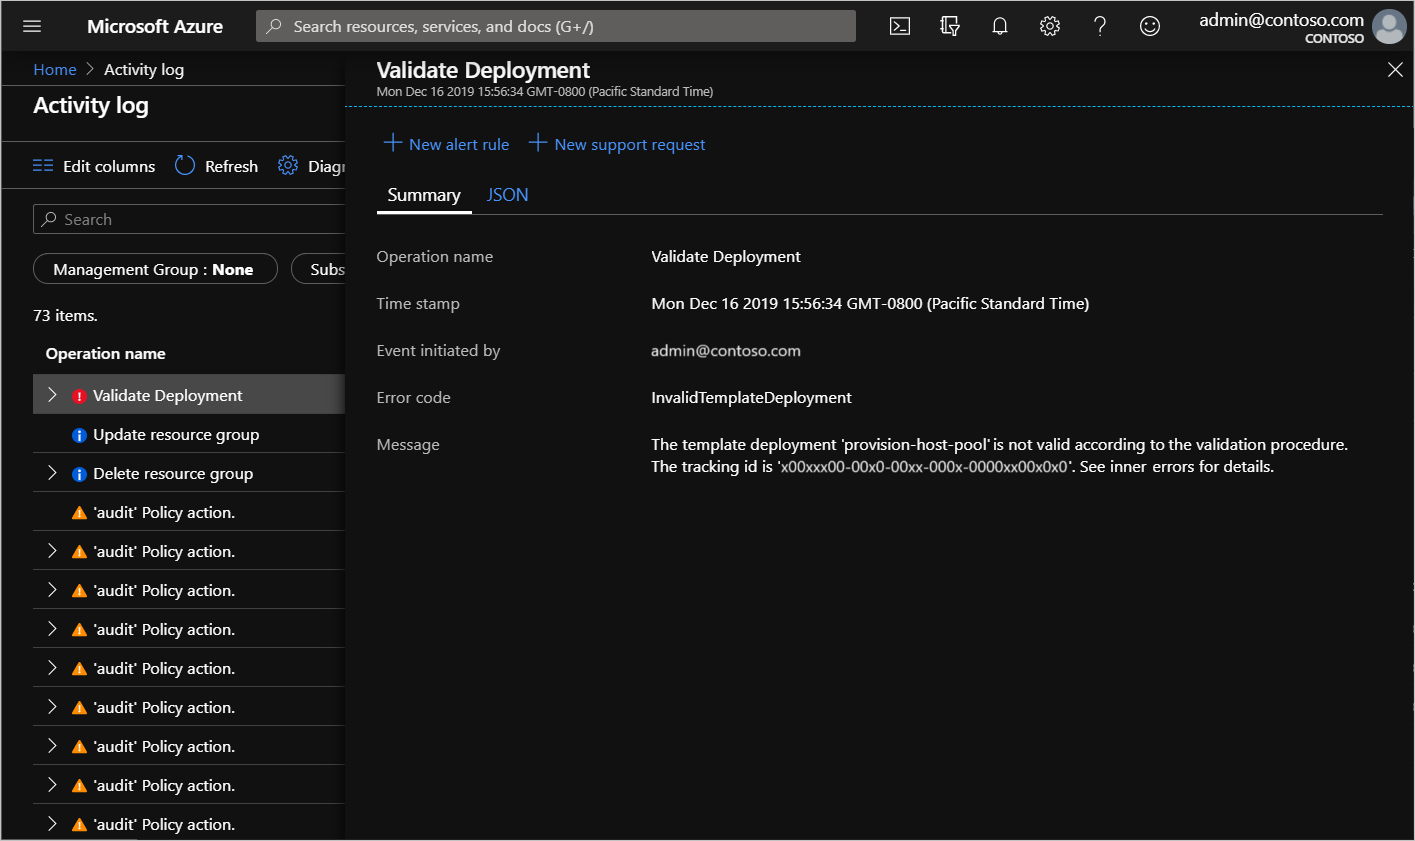 Microsoft Azure
Search resources, services, and docs (G+/)
admin@contoso.com
CONTOSO
Home > Activity log
Activity log
Edit columns
Refresh
Diagn
Search
Management Group : None
Subs
73 items.
Operation name
Validate Deployment
Update resource group
Delete resource group
'audit' Policy action.
'audit' Policy action.
'audit' Policy action.
'audit' Policy action.
'audit' Policy action.
'audit' Policy action.
'audit' Policy action.
'audit' Policy action.
'audit' Policy action.
Validate Deployment
Mon Dec 16 2019 15:56:34 GMT-0800 (Pacific Standard Time)
New alert rule
New support request
Summary
JSON
Operation name Validate Deployment
Time stamp Mon Dec 16 2019 15:56:34 GMT-0800 (Pacific Standard Time)
Event initiated by admin@contoso.com
Error code InvalidTemplateDeployment
Message The template deployment 'provision-host-pool' is not valid according to the validation procedure.
The tracking id is 'x00xxx00-00x0-00xx-000x-0000xx00x0x0'. See inner errors for details.